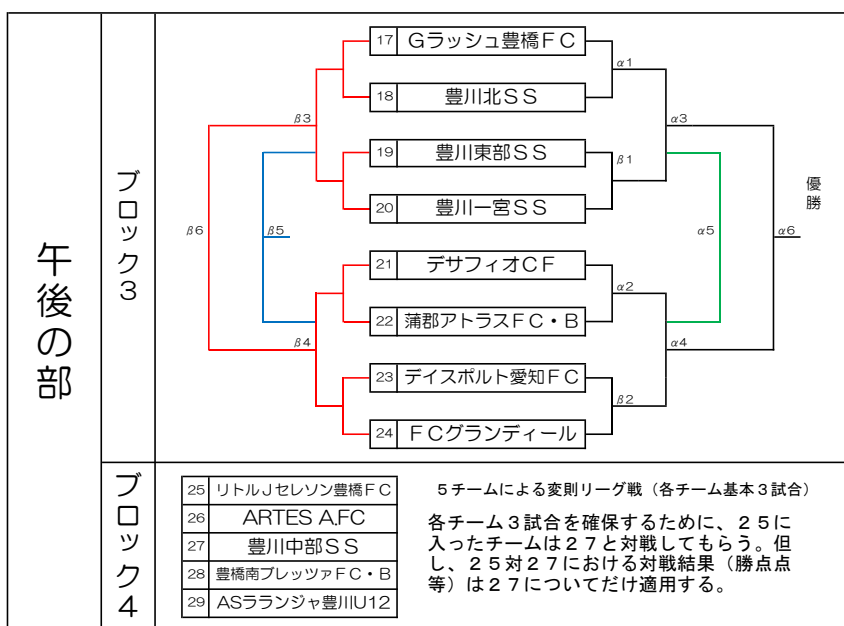 午後の部
ブロック3
17 Gラッシュ豊橋FC
α1
18 豊川北SS
β3
α3
19 豊川東部SS
β1
20 豊川一宮SS
優勝
β6
β5
α5
α6
21 デサフィオCF
α2
22 蒲郡アトラスFC・B
β4
α4
23 デイスポルト愛知FC
β2
24 FCグランディール
ブロック4
25 リトルJセレソン豊橋FC
26 ARTES A.FC
27 豊川中部SS
28 豊橋南プレッツァFC・B
29 ASラランジャ豊川U12
5チームによる変則リーグ戦(各チーム基本3試合)
各チーム3試合を確保するために、25に
入ったチームは27と対戦してもらう。但
し、25対27における対戦結果(勝点点
等)は27についてだけ適用する。